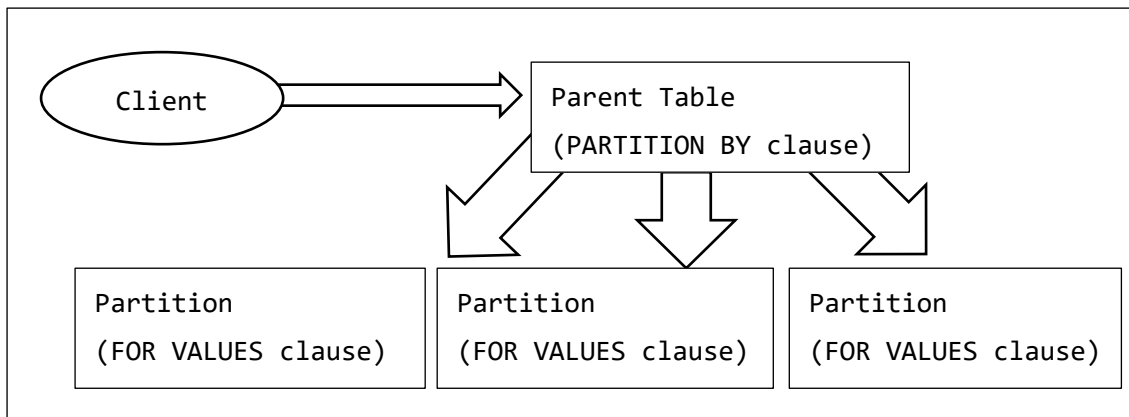 Client
Parent Table
(PARTITION BY clause)
Partition
(FOR VALUES clause)
Partition
(FOR VALUES clause)
Partition
(FOR VALUES clause)